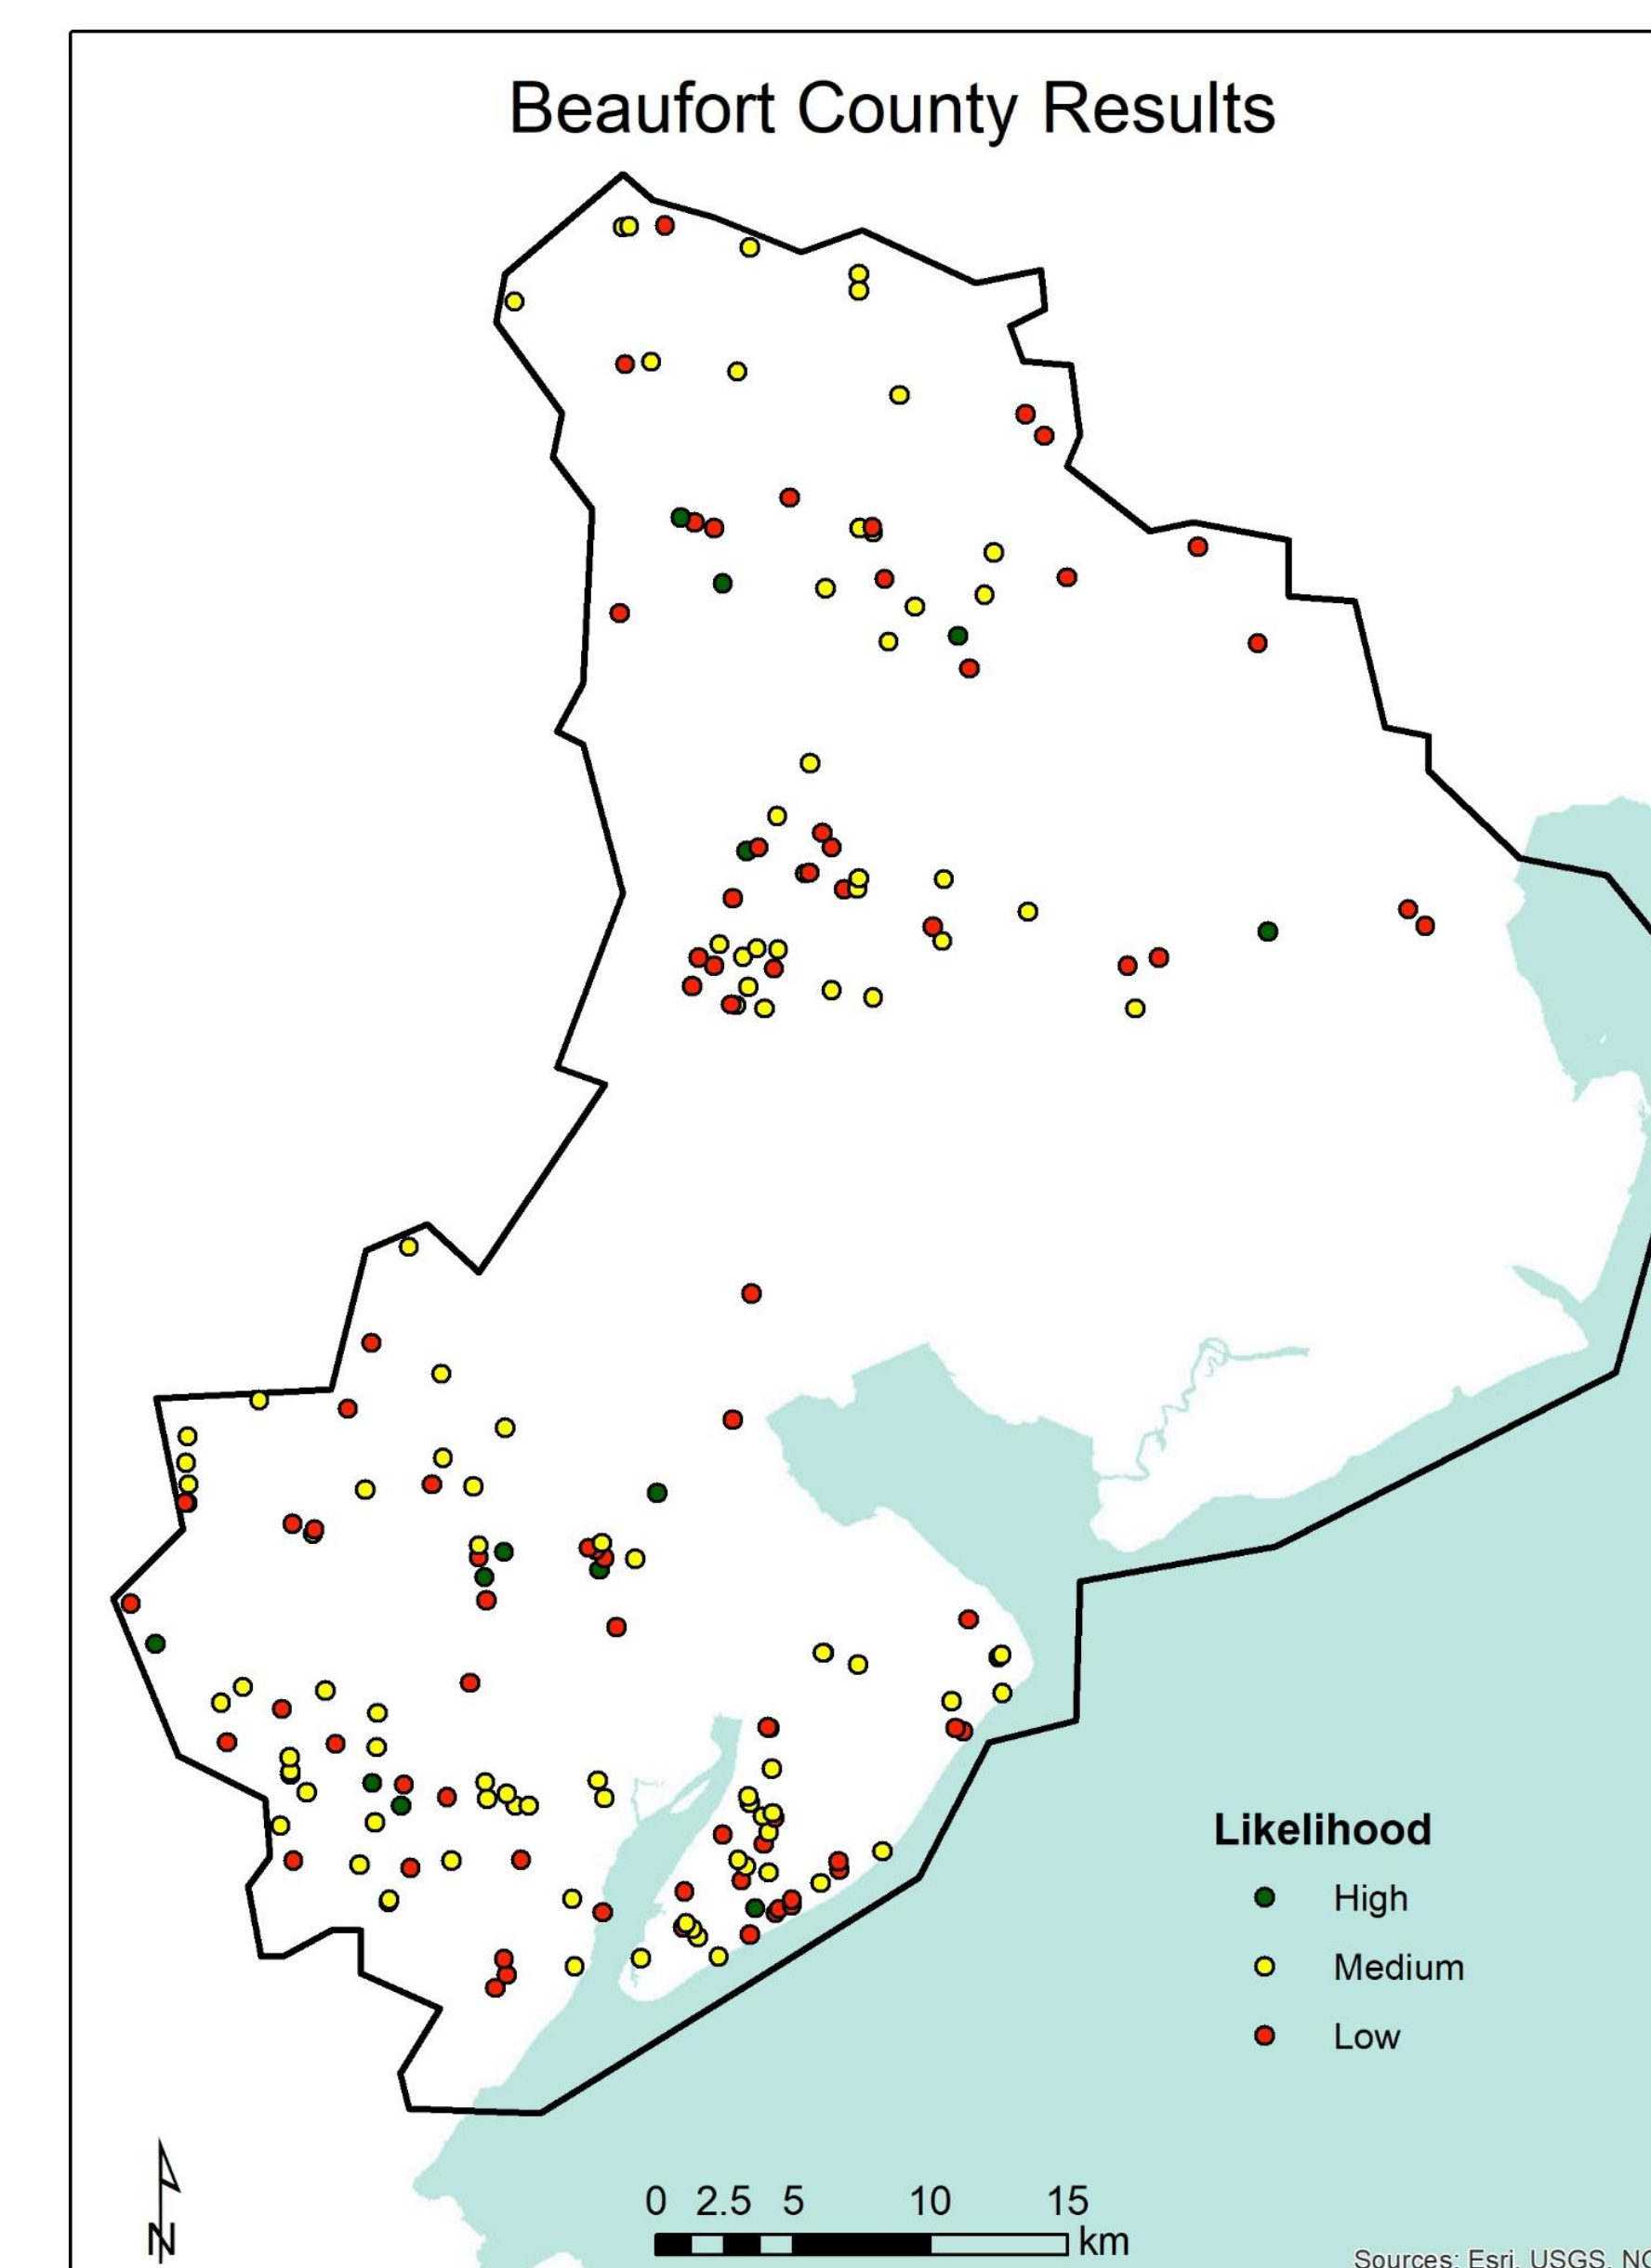 Beaufort County Results
Likelihood
High
Medium
Low
N
0 2.5 5 10 15
km
Sources: Esri, USGS,